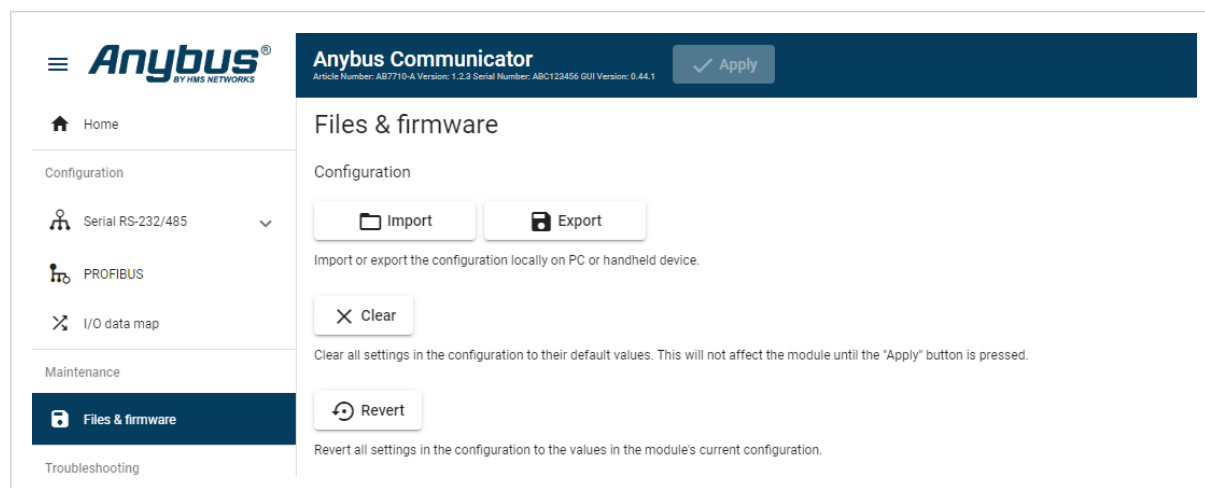 Anybus®
BY HMS NETWORKS
Home
Configuration
Serial RS-232/485
PROFIBUS
I/O data map
Maintenance
Files & firmware
Troubleshooting
Anybus Communicator
Article Number: AB7710-A Version: 1.2.3 Serial Number: ABC123456 GUI Version: 0.44.1
Apply
Files & firmware
Configuration
Import
Export
Import or export the configuration locally on PC or handheld device.
Clear
Clear all settings in the configuration to their default values. This will not affect the module until the "Apply" button is pressed.
Revert
Revert all settings in the configuration to the values in the module's current configuration.